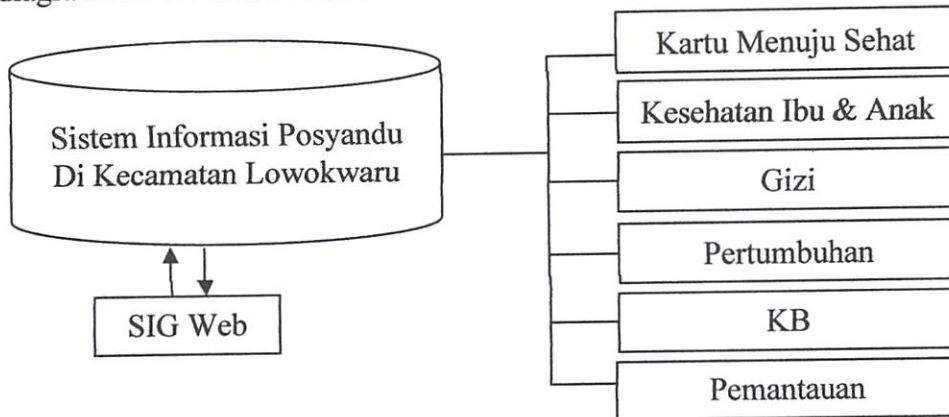 Sistem Informasi Posyandu
Di Kecamatan Lowokwaru
SIG Web
Kartu Menuju Sehat
Kesehatan Ibu & Anak
Gizi
Pertumbuhan
KB
Pemantauan